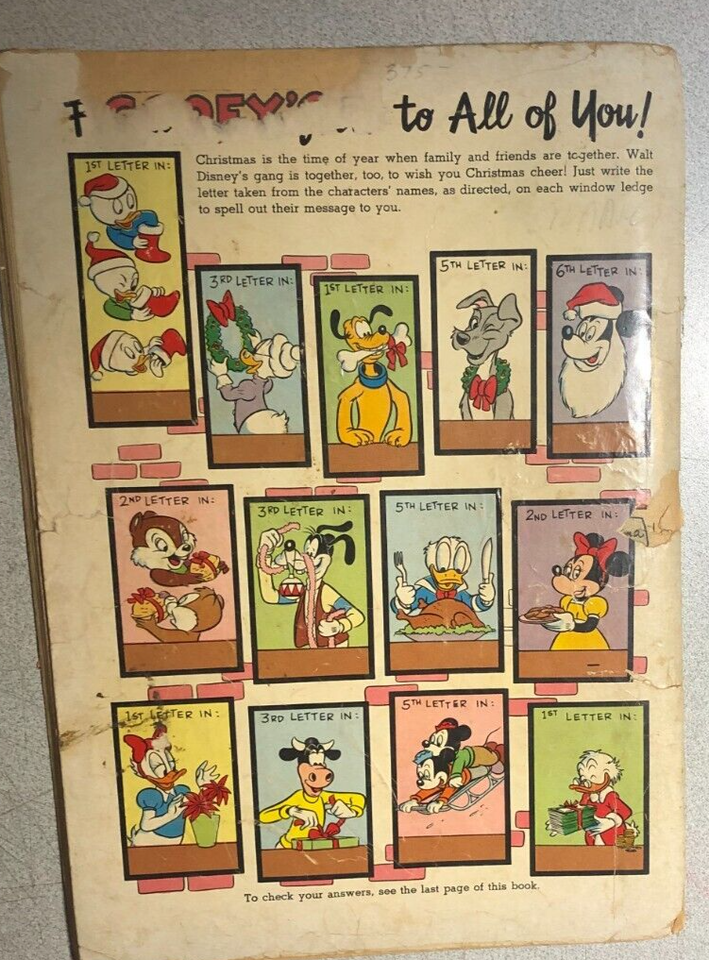 to All of You!
Christmas is the time of year when family and friends are together. Walt
Disney's gang is together, too, to wish you Christmas cheer! Just write the
letter taken from the characters' names, as directed, on each window ledge
to spell out their message to you.
1ST LETTER IN:
3RD LETTER IN:
1ST LETTER IN:
5TH LETTER IN:
6TH LETTER IN:
2ND LETTER IN:
3RD LETTER IN:
5TH LETTER IN:
2ND LETTER IN:
1ST LETTER IN:
3RD LETTER IN:
5TH LETTER IN:
1ST LETTER IN:
To check your answers, see the last page of this book.